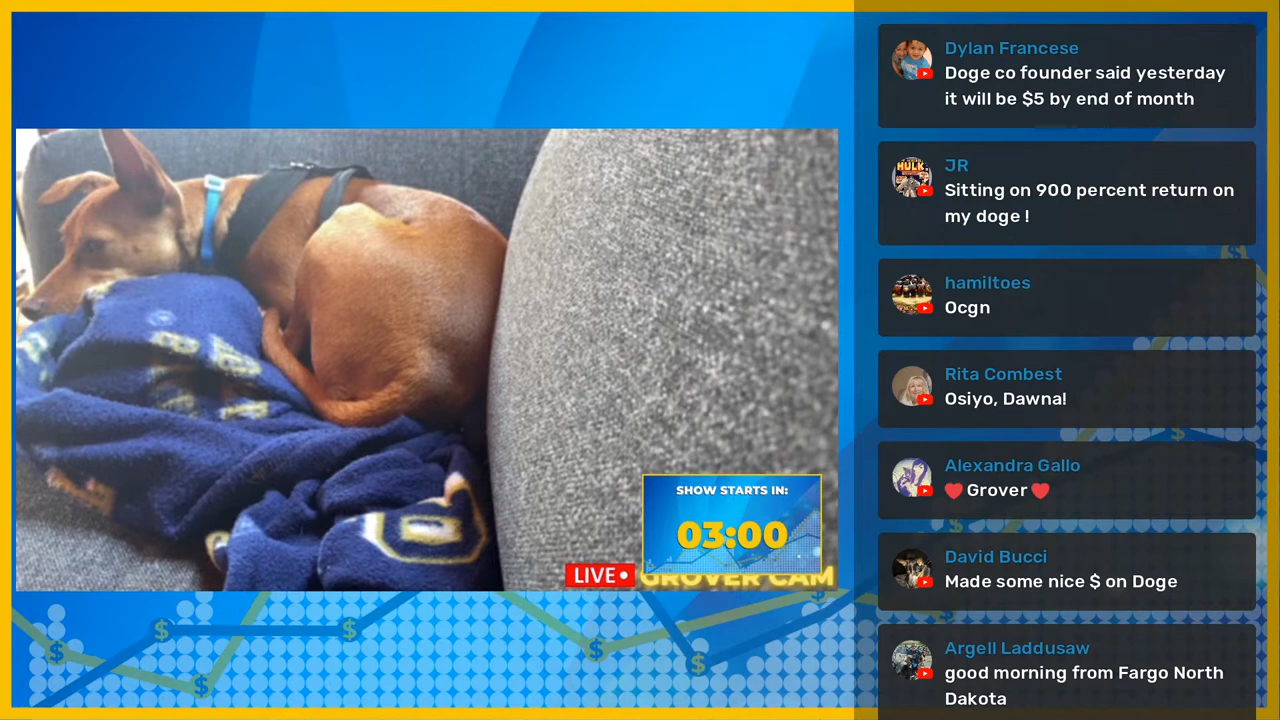 SHOW STARTS IN:
03:00
LIVE
GROVER CAM
Dylan Francese
Doge co founder said yesterday
it will be $5 by end of month
JR
Sitting on 900 percent return on
my doge !
hamiltoes
Ocgn
Rita Combest
Osiyo, Dawna!
Alexandra Gallo
❤️ Grover ❤️
David Bucci
Made some nice $ on Doge
Argell Laddusaw
good morning from Fargo North
Dakota